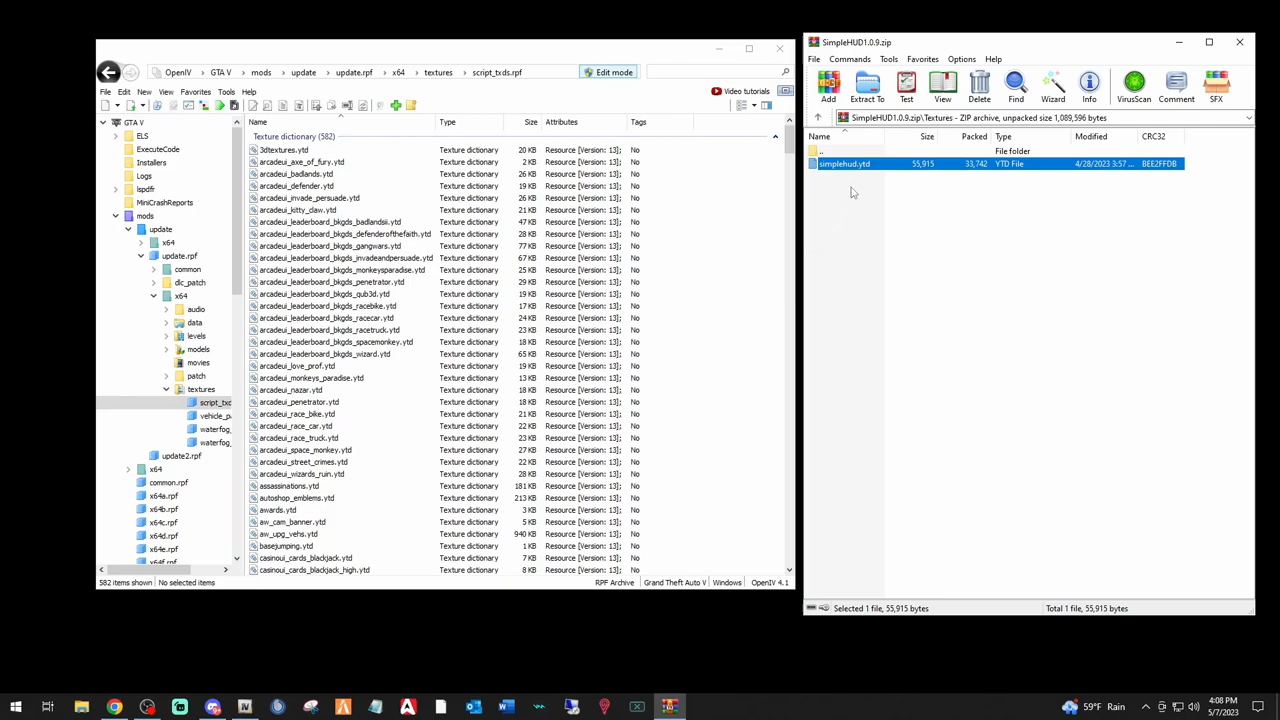 OpenIV GTA V mods update update.rpf x64 textures script_txds.rpf Edit mode
File Edit View Favorites Tools Help Video tutorials
GTA V
ELS
ExecuteCode
Installers
Logs
lspdfr
MiniCrashReports
mods
update
x64
update.rpf
common
dlc_patch
x64
audio
data
levels
models
movies
patch
textures
script_txd
vehicle_p
waterfog_
waterfog_
update2.rpf
x64
common.rpf
x64a.rpf
x64b.rpf
x64c.rpf
x64d.rpf
x64e.rpf
x64f.rpf
Name Type Size Attributes Tags
Texture dictionary (582)
3dtextures.ytd Texture dictionary 20 KB Resource [Version: 13]; No
arcadeui_axe_of_fury.ytd Texture dictionary 22 KB Resource [Version: 13]; No
arcadeui_badlands.ytd Texture dictionary 26 KB Resource [Version: 13]; No
arcadeui_defender.ytd Texture dictionary 19 KB Resource [Version: 13]; No
arcadeui_invade_persuade.ytd Texture dictionary 26 KB Resource [Version: 13]; No
arcadeui_kitty_claw.ytd Texture dictionary 31 KB Resource [Version: 13]; No
arcadeui_leaderboard_bkgds_badlandsii.ytd Texture dictionary 47 KB Resource [Version: 13]; No
arcadeui_leaderboard_bkgds_defenderofthefaith.ytd Texture dictionary 28 KB Resource [Version: 13]; No
arcadeui_leaderboard_bkgds_gangwars.ytd Texture dictionary 77 KB Resource [Version: 13]; No
arcadeui_leaderboard_bkgds_invadeandpersuade.ytd Texture dictionary 67 KB Resource [Version: 13]; No
arcadeui_leaderboard_bkgds_monkeysparadise.ytd Texture dictionary 25 KB Resource [Version: 13]; No
arcadeui_leaderboard_bkgds_penetrator.ytd Texture dictionary 29 KB Resource [Version: 13]; No
arcadeui_leaderboard_bkgds_qub3d.ytd Texture dictionary 19 KB Resource [Version: 13]; No
arcadeui_leaderboard_bkgds_racebike.ytd Texture dictionary 22 KB Resource [Version: 13]; No
arcadeui_leaderboard_bkgds_racecar.ytd Texture dictionary 24 KB Resource [Version: 13]; No
arcadeui_leaderboard_bkgds_racetruck.ytd Texture dictionary 23 KB Resource [Version: 13]; No
arcadeui_leaderboard_bkgds_spacemonkey.ytd Texture dictionary 18 KB Resource [Version: 13]; No
arcadeui_leaderboard_bkgds_wizard.ytd Texture dictionary 65 KB Resource [Version: 13]; No
arcadeui_love_prof.ytd Texture dictionary 19 KB Resource [Version: 13]; No
arcadeui_monkeys_paradise.ytd Texture dictionary 13 KB Resource [Version: 13]; No
arcadeui_nazar.ytd Texture dictionary 18 KB Resource [Version: 13]; No
arcadeui_penetrator.ytd Texture dictionary 18 KB Resource [Version: 13]; No
arcadeui_race_bike.ytd Texture dictionary 21 KB Resource [Version: 13]; No
arcadeui_race_car.ytd Texture dictionary 22 KB Resource [Version: 13]; No
arcadeui_race_truck.ytd Texture dictionary 23 KB Resource [Version: 13]; No
arcadeui_space_monkey.ytd Texture dictionary 27 KB Resource [Version: 13]; No
arcadeui_street_crimes.ytd Texture dictionary 22 KB Resource [Version: 13]; No
arcadeui_wizards_ruin.ytd Texture dictionary 23 KB Resource [Version: 13]; No
assassinations.ytd Texture dictionary 181 KB Resource [Version: 13]; No
autoshop_emblems.ytd Texture dictionary 213 KB Resource [Version: 13]; No
awards.ytd Texture dictionary 10 KB Resource [Version: 13]; No
aw_cam_banner.ytd Texture dictionary 5 KB Resource [Version: 13]; No
aw_upg_vehs.ytd Texture dictionary 940 KB Resource [Version: 13]; No
basejumping.ytd Texture dictionary 1 KB Resource [Version: 13]; No
casinoui_cards_blackjack.ytd Texture dictionary 7 KB Resource [Version: 13]; No
casinoui_cards_blackjack_high.ytd Texture dictionary 8 KB Resource [Version: 13]; No
582 items shown No selected items RPF Archive Grand Theft Auto V Windows OpenIV 4.1
SimpleHUD1.0.9.zip
File Commands Tools Favorites Options Help
Add Extract To Test View Delete Find Wizard Info VirusScan Comment SFX
SimpleHUD1.0.9.zip\Textures - ZIP archive, unpacked size 1,089,596 bytes
Name Size Packed Type Modified CRC32
.. File folder
simplehud.ytd 55,915 33,742 YTD File 4/28/2023 3:57 ... BEE2FFDB
Selected 1 file, 55,915 bytes Total 1 file, 55,915 bytes
59°F Rain
4:08 PM
5/7/2023